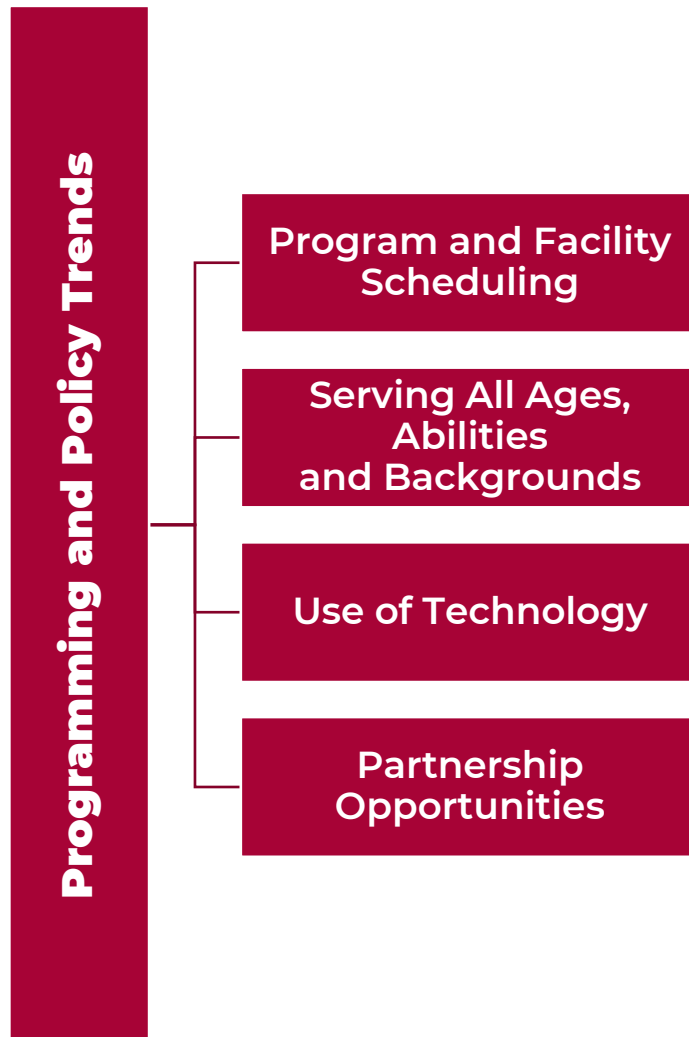 Programming and Policy Trends
Program and Facility
Scheduling
Serving All Ages,
Abilities
and Backgrounds
Use of Technology
Partnership
Opportunities